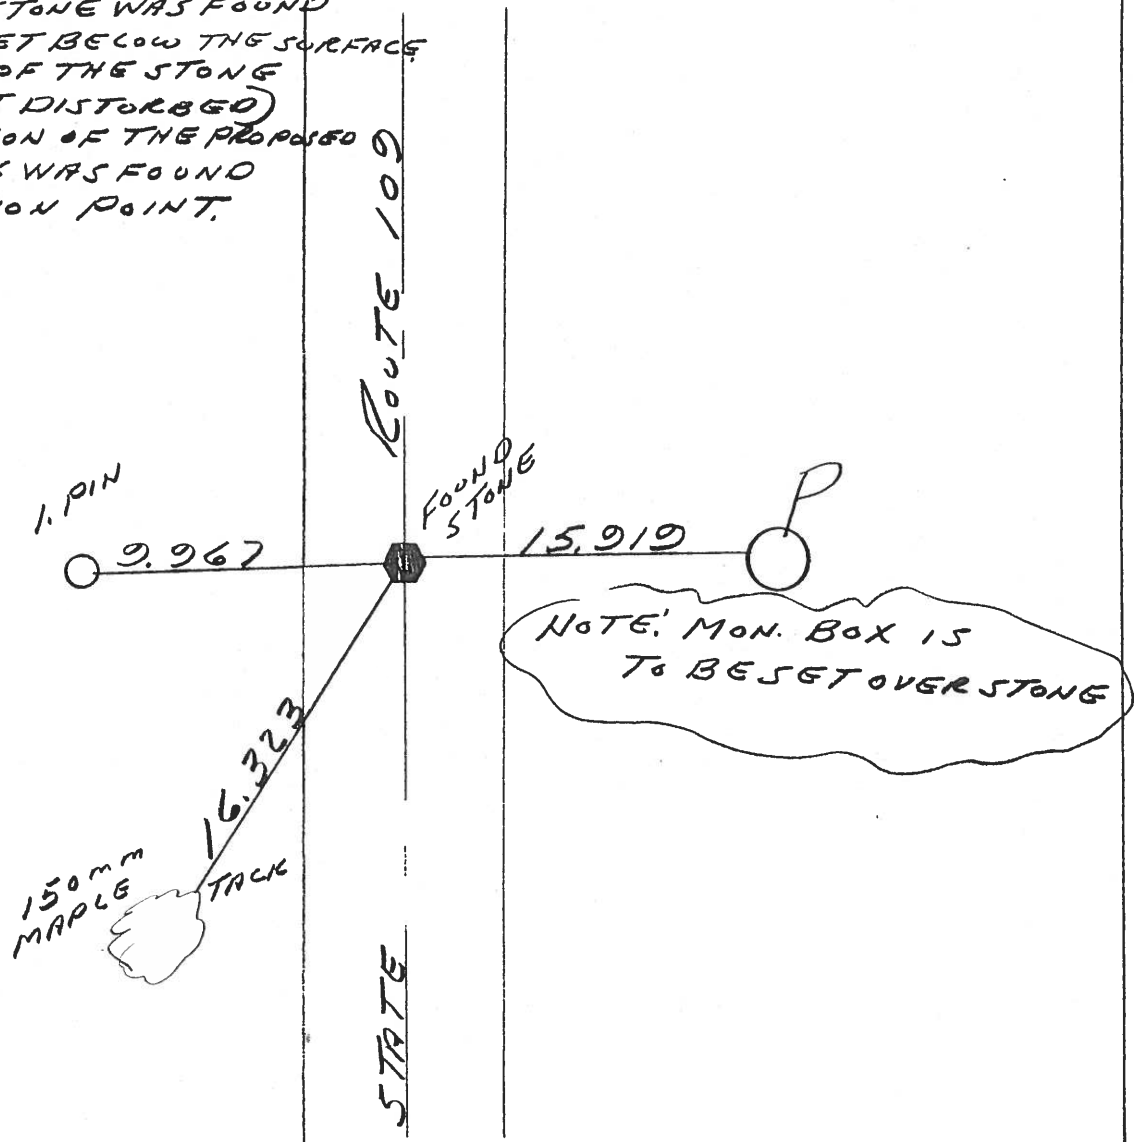 STONE WAS FOUND
ET BELOW THE SURFACE
OF THE STONE
T DISTURBED)
ON OF THE PROPOSED
WAS FOUND
ON POINT.
STATE ROUTE 109
FOUND
STONE
I. PIN
9.967
15.919
P
NOTE: MON. BOX IS
TO BE SET OVER STONE
16.323
TACK
150mm
MAPLE